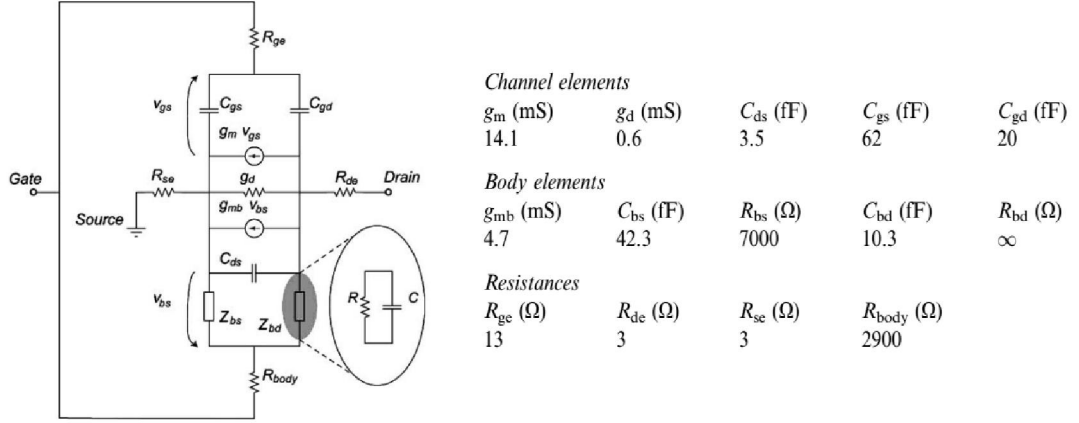 R_ge
v_gs
C_gs
C_gd
g_m v_gs
Gate
R_se
g_d
R_de
Drain
Source
g_mb v_bs
C_ds
v_bs
Z_bs
Z_bd
R
C
R_body
Channel elements
g_m (mS) g_d (mS) C_ds (fF) C_gs (fF) C_gd (fF)
14.1 0.6 3.5 62 20
Body elements
g_mb (mS) C_bs (fF) R_bs (Ω) C_bd (fF) R_bd (Ω)
4.7 42.3 7000 10.3 ∞
Resistances
R_ge (Ω) R_de (Ω) R_se (Ω) R_body (Ω)
13 3 3 2900